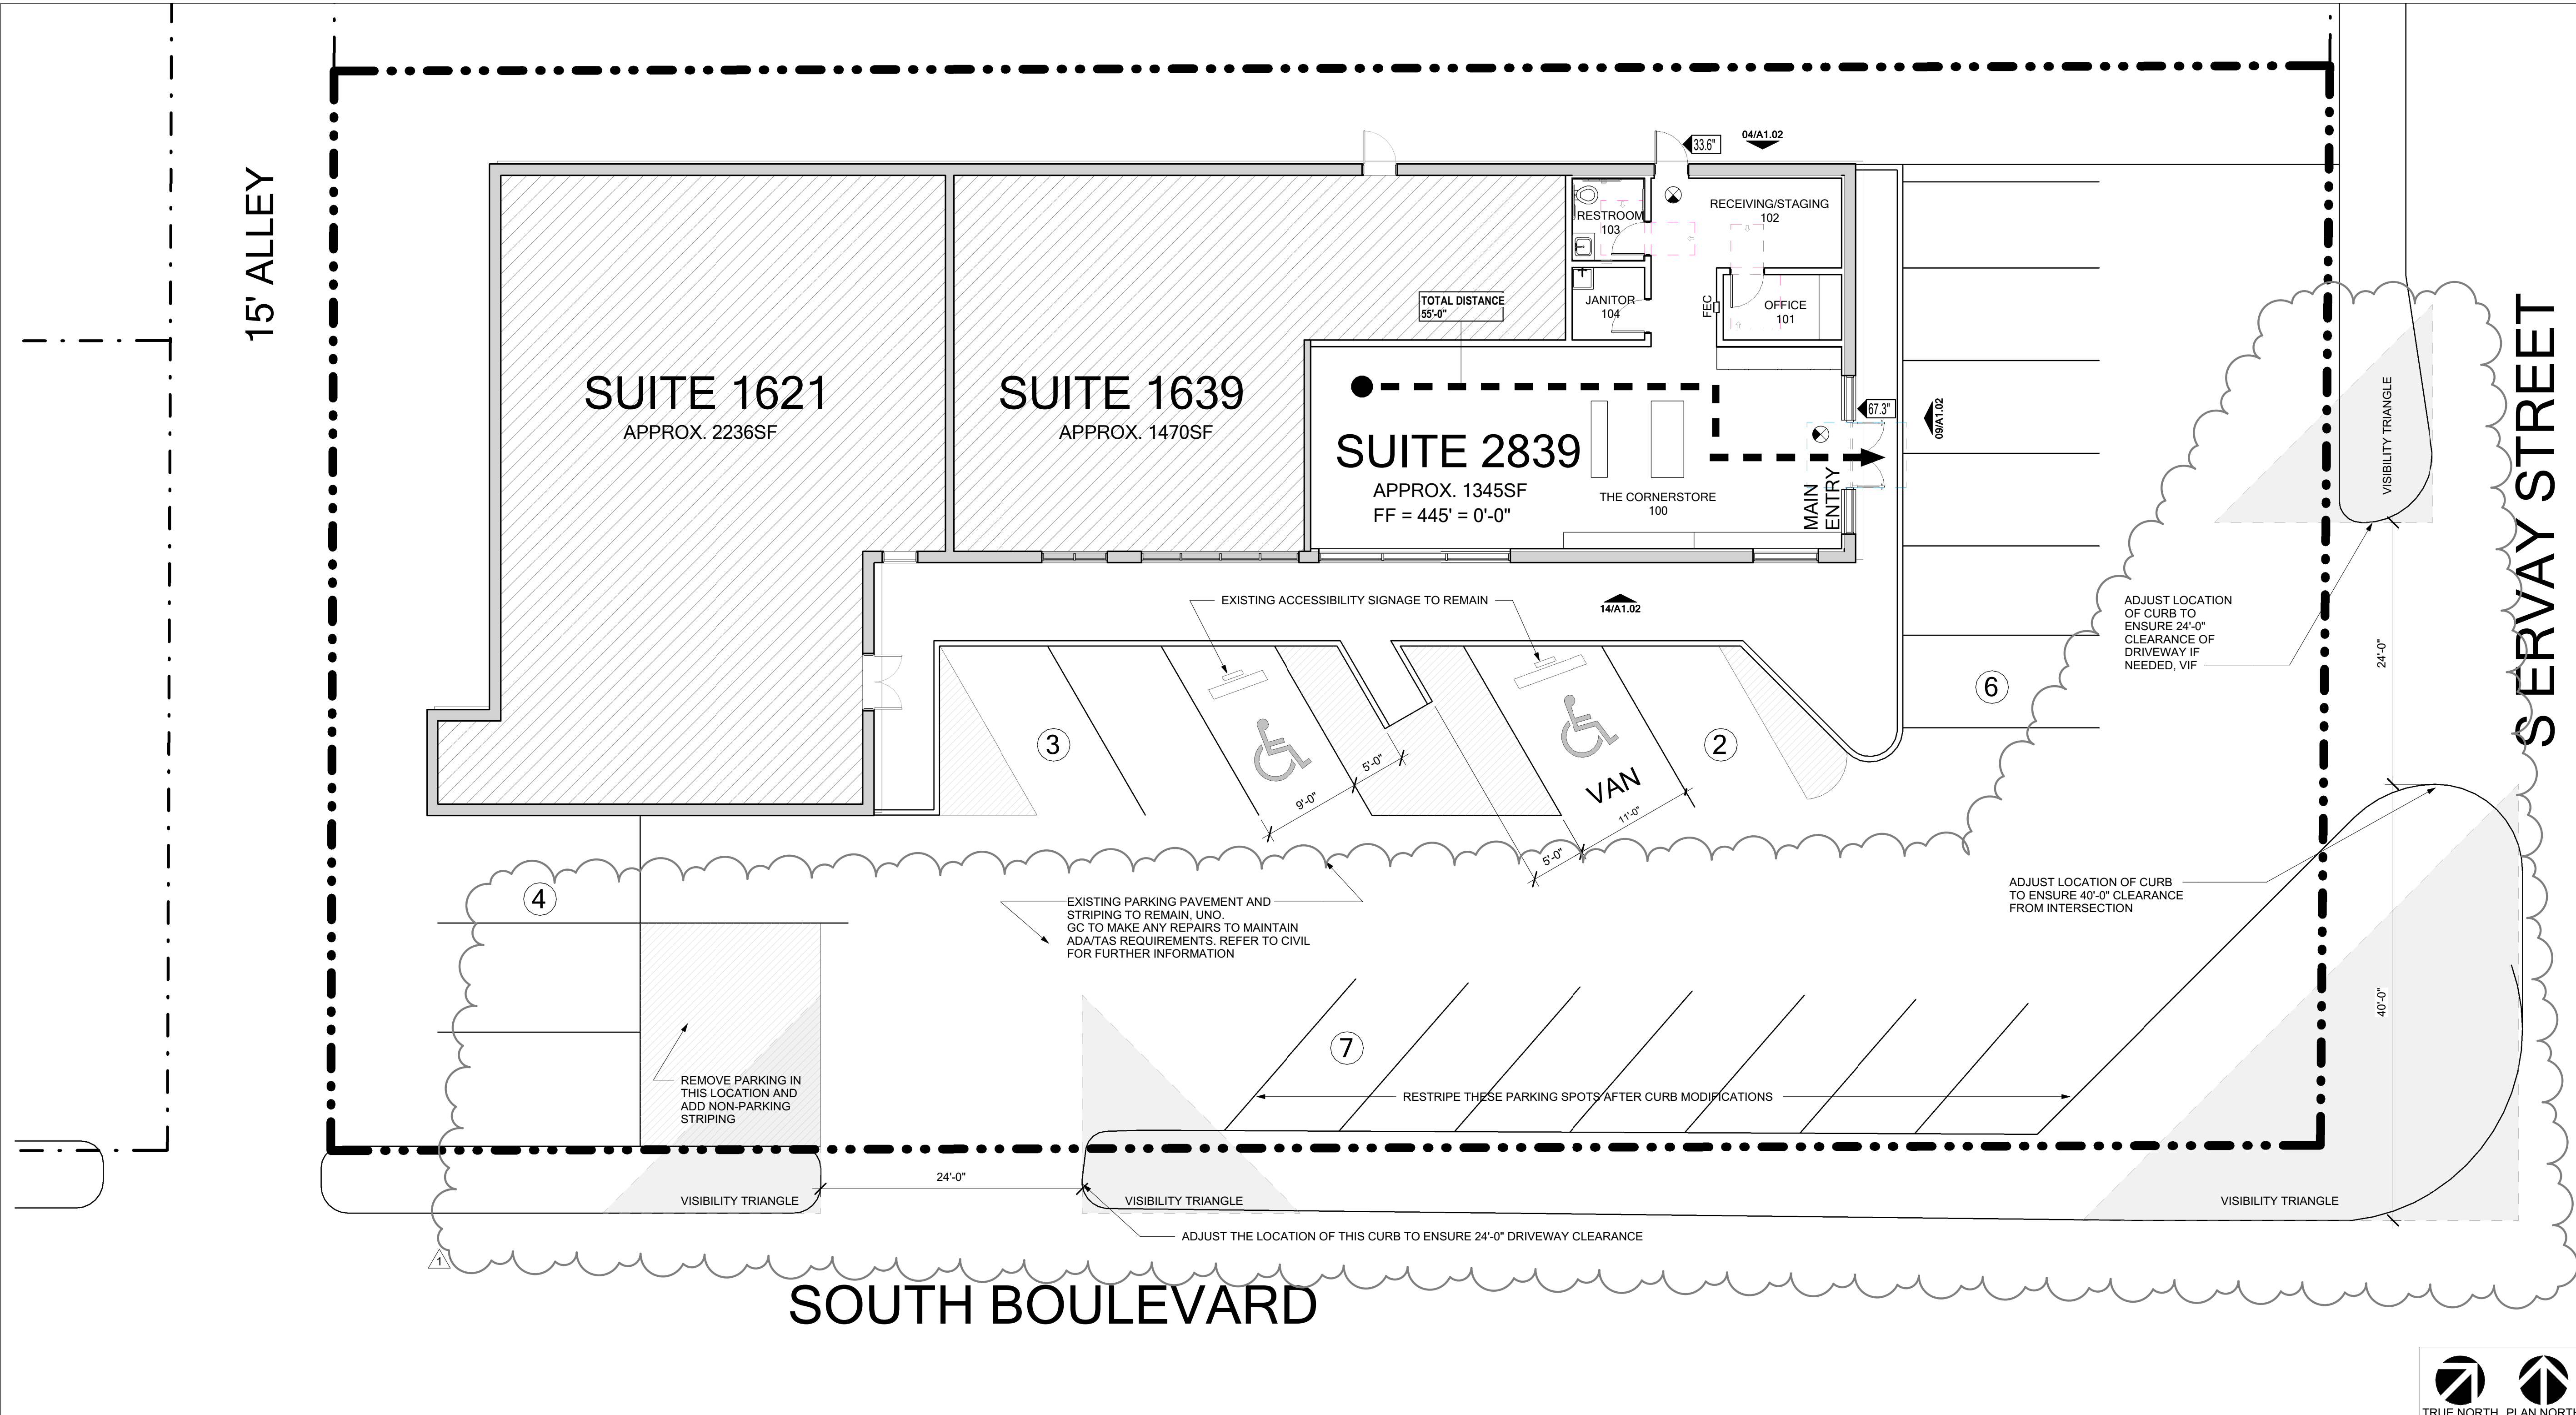 15' ALLEY
33.6"
04/A1.02
RESTROOM
103
RECEIVING/STAGING
102
TOTAL DISTANCE
55'-0"
JANITOR
104
FEC
OFFICE
101
SUITE 1621
APPROX. 2236SF
SUITE 1639
APPROX. 1470SF
SUITE 2839
APPROX. 1345SF
FF = 445' = 0'-0"
THE CORNERSTORE
100
MAIN
ENTRY
67.3"
09/A1.02
VISIBILITY TRIANGLE
S ERVAY STREET
EXISTING ACCESSIBILITY SIGNAGE TO REMAIN
14/A1.02
ADJUST LOCATION
OF CURB TO
ENSURE 24'-0"
CLEARANCE OF
DRIVEWAY IF
NEEDED, VIF
24'-0"
6
3
2
5'-0"
9'-0"
VAN
11'-0"
5'-0"
4
EXISTING PARKING PAVEMENT AND
STRIPING TO REMAIN, UNO.
GC TO MAKE ANY REPAIRS TO MAINTAIN
ADA/TAS REQUIREMENTS. REFER TO CIVIL
FOR FURTHER INFORMATION
ADJUST LOCATION OF CURB
TO ENSURE 40'-0" CLEARANCE
FROM INTERSECTION
40'-0"
7
REMOVE PARKING IN
THIS LOCATION AND
ADD NON-PARKING
STRIPING
RESTRIPE THESE PARKING SPOTS AFTER CURB MODIFICATIONS
24'-0"
VISIBILITY TRIANGLE
VISIBILITY TRIANGLE
VISIBILITY TRIANGLE
ADJUST THE LOCATION OF THIS CURB TO ENSURE 24'-0" DRIVEWAY CLEARANCE
1
SOUTH BOULEVARD
TRUE NORTH
PLAN NORTH